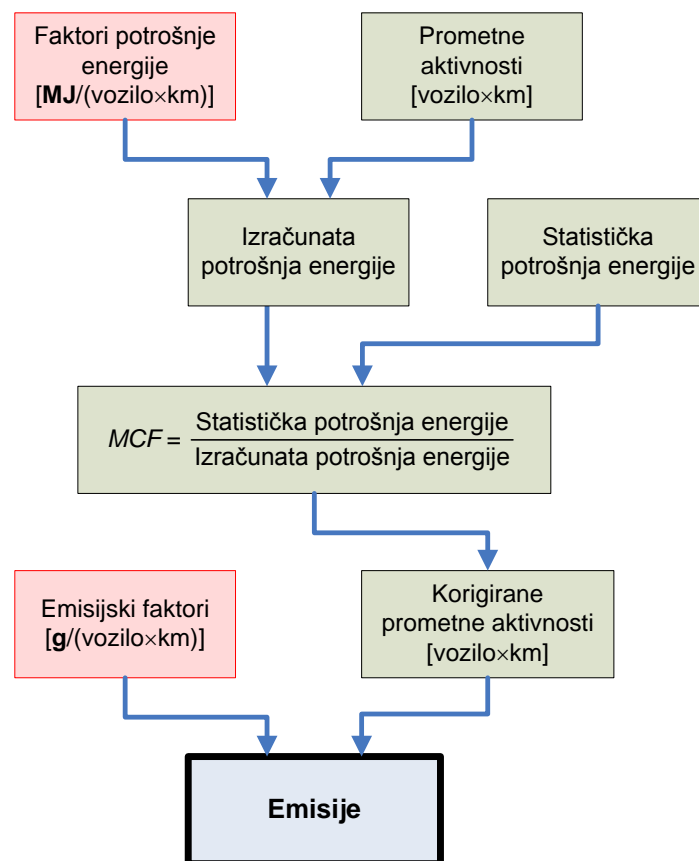 Faktori potrošnje
energije
[MJ/(vozilo×km)]
Prometne
aktivnosti
[vozilo×km]
Izračunata
potrošnja energije
Statistička
potrošnja energije
MCF = Statistička potrošnja energije
Izračunata potrošnja energije
Emisijski faktori
[g/(vozilo×km)]
Korigirane
prometne aktivnosti
[vozilo×km]
Emisije